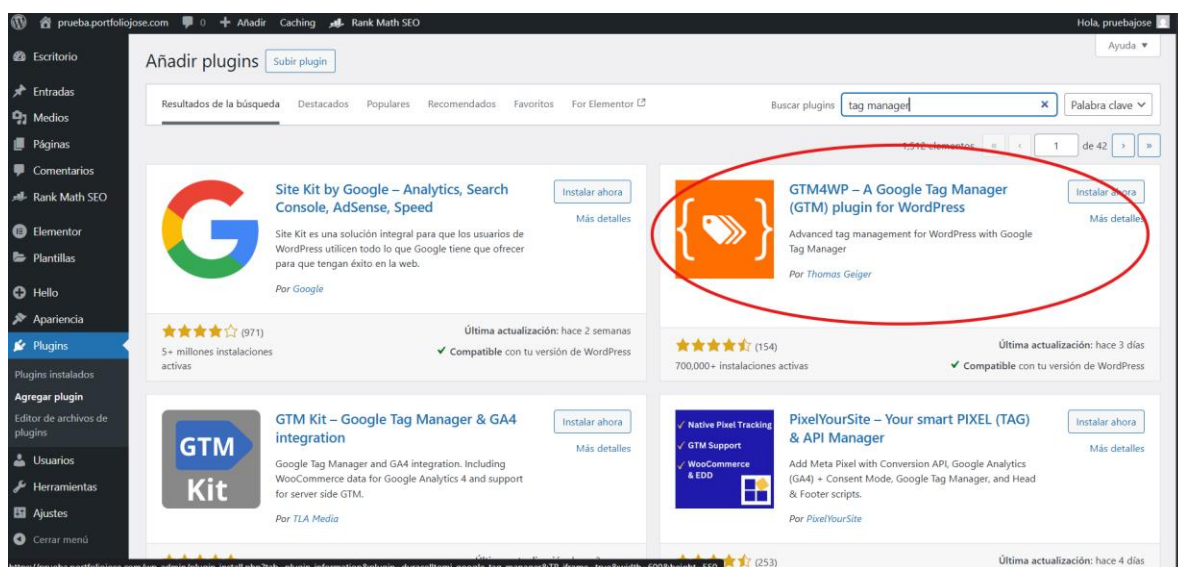 prueba.portfoliojose.com 0 + Añadir Caching Rank Math SEO Hola, pruebajose
Escritorio
Entradas
Medios
Páginas
Comentarios
Rank Math SEO
Elementor
Plantillas
Hello
Apariencia
Plugins
Plugins instalados
Agregar plugin
Editor de archivos de
plugins
Usuarios
Herramientas
Ajustes
Cerrar menú
Ayuda
Añadir plugins Subir plugin
Resultados de la búsqueda Destacados Populares Recomendados Favoritos For Elementor Buscar plugins tag manager × Palabra clave
1,512 elementos « ‹ 1 de 42 › »
Site Kit by Google – Analytics, Search
Console, AdSense, Speed
Instalar ahora
Más detalles
Site Kit es una solución integral para que los usuarios de
WordPress utilicen todo lo que Google tiene que ofrecer
para que tengan éxito en la web.
Por Google
(971)
5+ millones instalaciones
activas
Última actualización: hace 2 semanas
✔ Compatible con tu versión de WordPress
GTM4WP – A Google Tag Manager
(GTM) plugin for WordPress
Instalar ahora
Más detalles
Advanced tag management for WordPress with Google
Tag Manager
Por Thomas Geiger
(154)
700,000+ instalaciones activas
Última actualización: hace 3 días
✔ Compatible con tu versión de WordPress
GTM
Kit
GTM Kit – Google Tag Manager & GA4
integration
Instalar ahora
Más detalles
Google Tag Manager and GA4 integration. Including
WooCommerce data for Google Analytics 4 and support
for server side GTM.
Por TLA Media
✓ Native Pixel Tracking
✓ GTM Support
✓ WooCommerce
& EDD
PixelYourSite – Your smart PIXEL (TAG)
& API Manager
Instalar ahora
Más detalles
Add Meta Pixel with Conversion API, Google Analytics
(GA4) + Consent Mode, Google Tag Manager, and Head
& Footer scripts.
Por PixelYourSite
(253)
Última actualización: hace 4 días